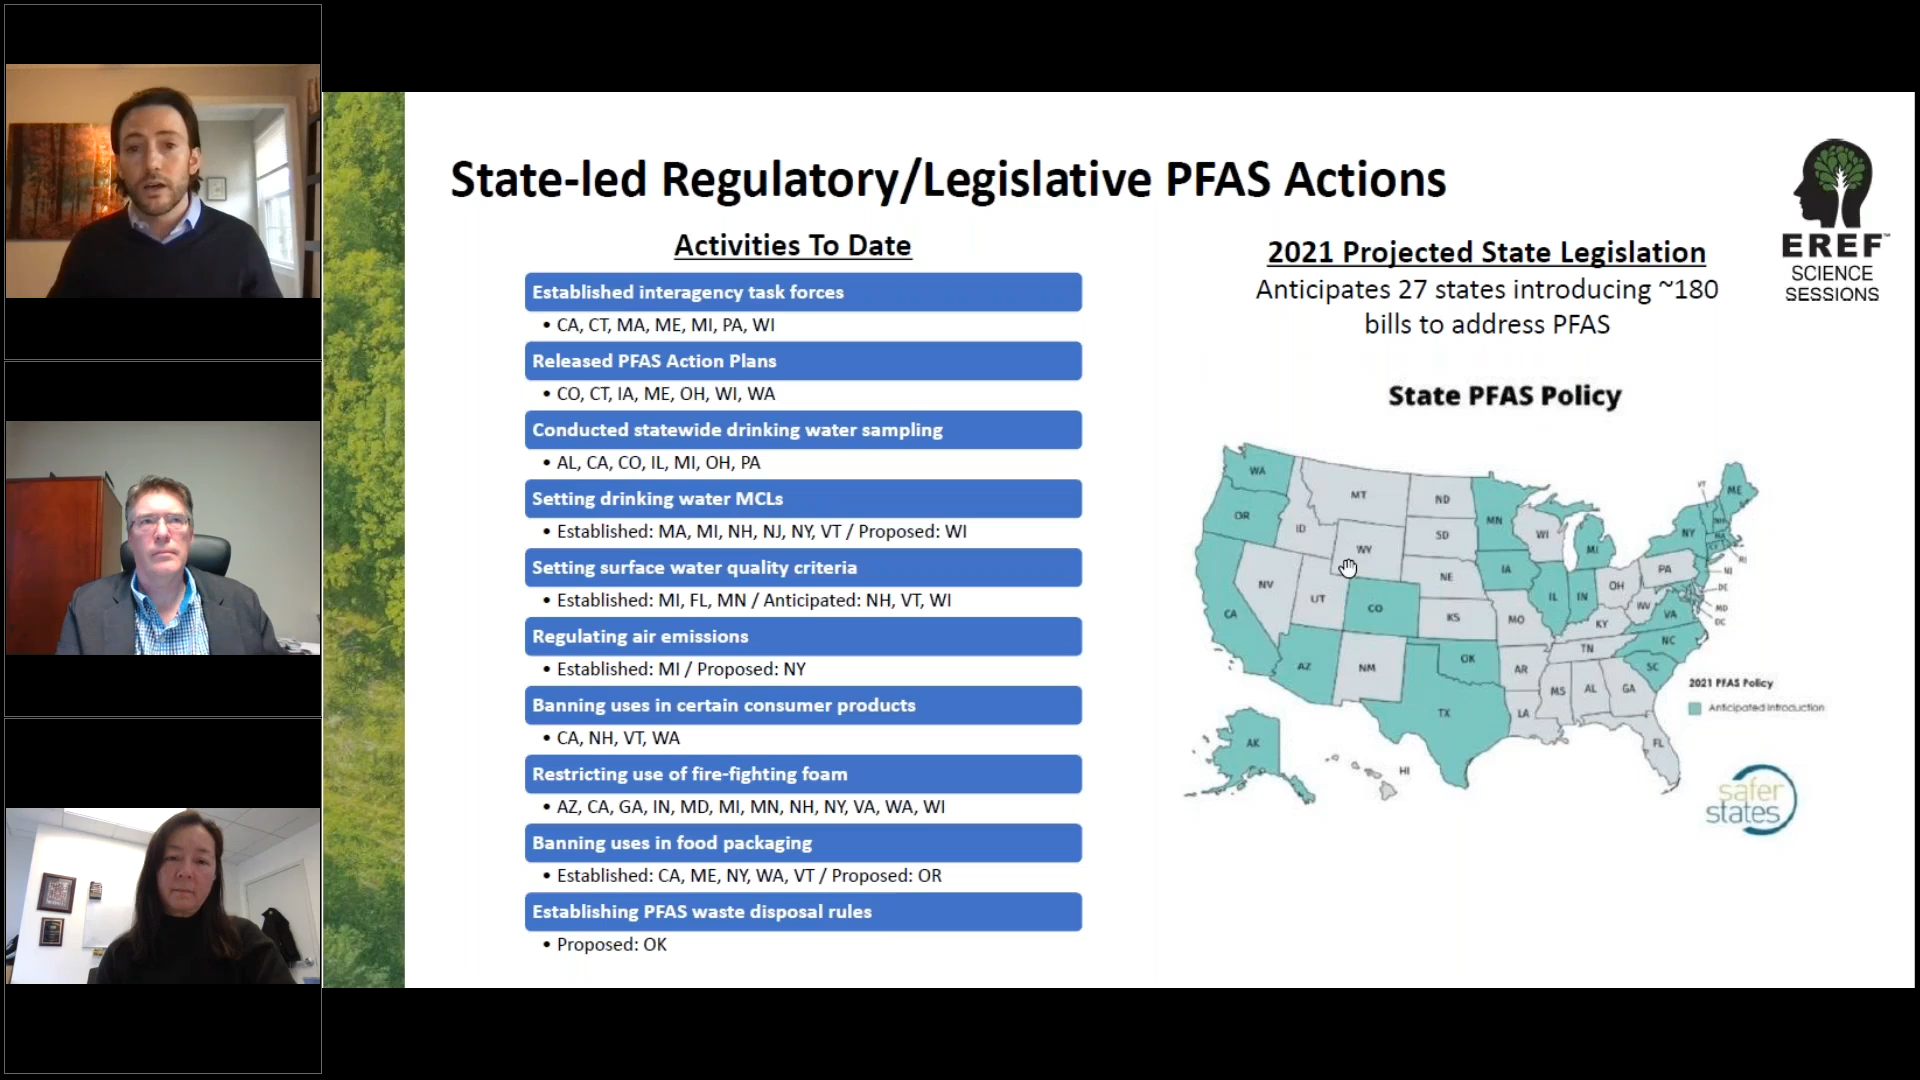 State-led Regulatory/Legislative PFAS Actions
Activities To Date
Established interagency task forces
• CA, CT, MA, ME, MI, PA, WI
Released PFAS Action Plans
• CO, CT, IA, ME, OH, WI, WA
Conducted statewide drinking water sampling
• AL, CA, CO, IL, MI, OH, PA
Setting drinking water MCLs
• Established: MA, MI, NH, NJ, NY, VT / Proposed: WI
Setting surface water quality criteria
• Established: MI, FL, MN / Anticipated: NH, VT, WI
Regulating air emissions
• Established: MI / Proposed: NY
Banning uses in certain consumer products
• CA, NH, VT, WA
Restricting use of fire-fighting foam
• AZ, CA, GA, IN, MD, MI, MN, NH, NY, VA, WA, WI
Banning uses in food packaging
• Established: CA, ME, NY, WA, VT / Proposed: OR
Establishing PFAS waste disposal rules
• Proposed: OK
2021 Projected State Legislation
Anticipates 27 states introducing ~180
bills to address PFAS
EREF™
SCIENCE
SESSIONS
State PFAS Policy
WA
MT
ND
MN
VT
ME
OR
ID
SD
WI
MI
NY
NH
MA
WY
RI
NV
UT
CO
NE
IA
IL
IN
OH
PA
NJ
DE
MD
DC
CA
KS
MO
KY
WV
VA
AZ
NM
OK
AR
TN
NC
SC
TX
LA
MS
AL
GA
FL
AK
HI
2021 PFAS Policy
Anticipated Introduction
safer
states